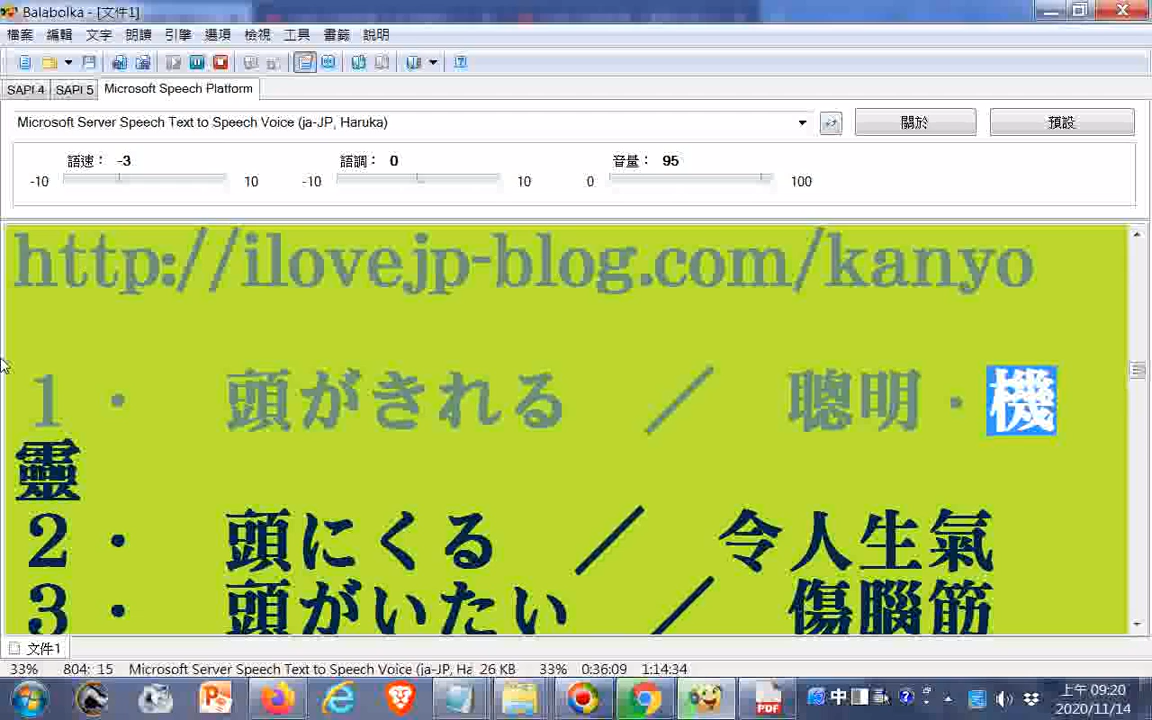 Balabolka - [文件1]
檔案 編輯 文字 朗讀 引擎 選項 檢視 工具 書籤 說明
SAPI 4 SAPI 5 Microsoft Speech Platform
Microsoft Server Speech Text to Speech Voice (ja-JP, Haruka) 關於 預設
語速： -3 語調： 0 音量： 95
-10 10 -10 10 0 100
http://ilovejp-blog.com/kanyo
1・ 頭がきれる ／ 聰明・機
靈
2・ 頭にくる ／ 令人生氣
3・ 頭がいたい ／ 傷腦筋
文件1
33% 804: 15 Microsoft Server Speech Text to Speech Voice (ja-JP, Ha 26 KB 33% 0:36:09 1:14:34
中
上午 09:20
2020/11/14
PDF